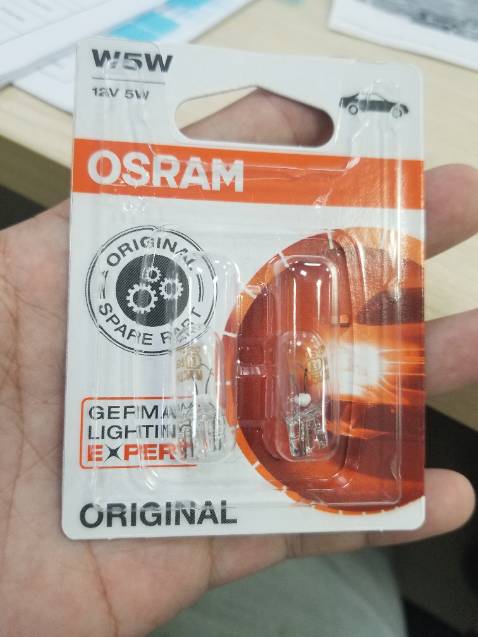 W5W
12V 5W
OSRAM
ORIGINAL
SPARE PART
GERMAN
LIGHTING
EXPERT
ORIGINAL